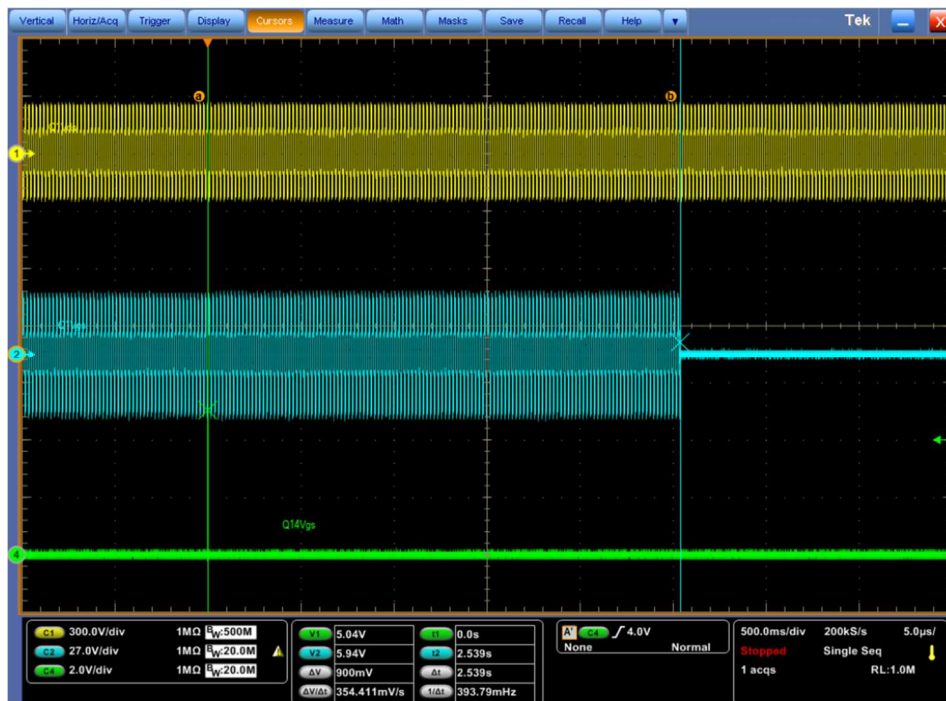 Vertical Horiz/Acq Trigger Display Cursors Measure Math Masks Save Recall Help Tek X
a b
1
2
Q14Vgs
4
C1 300.0V/div 1MΩ BW:500M
C2 27.0V/div 1MΩ BW:20.0M
C4 2.0V/div 1MΩ BW:20.0M
V1 5.04V t1 0.0s
V2 5.94V t2 2.539s
ΔV 900mV Δt 2.539s
ΔV/Δt 354.411mV/s 1/Δt 393.79mHz
A' C4 4.0V
None Normal
500.0ms/div 200kS/s 5.0µs/
Stopped Single Seq
1 acqs RL:1.0M